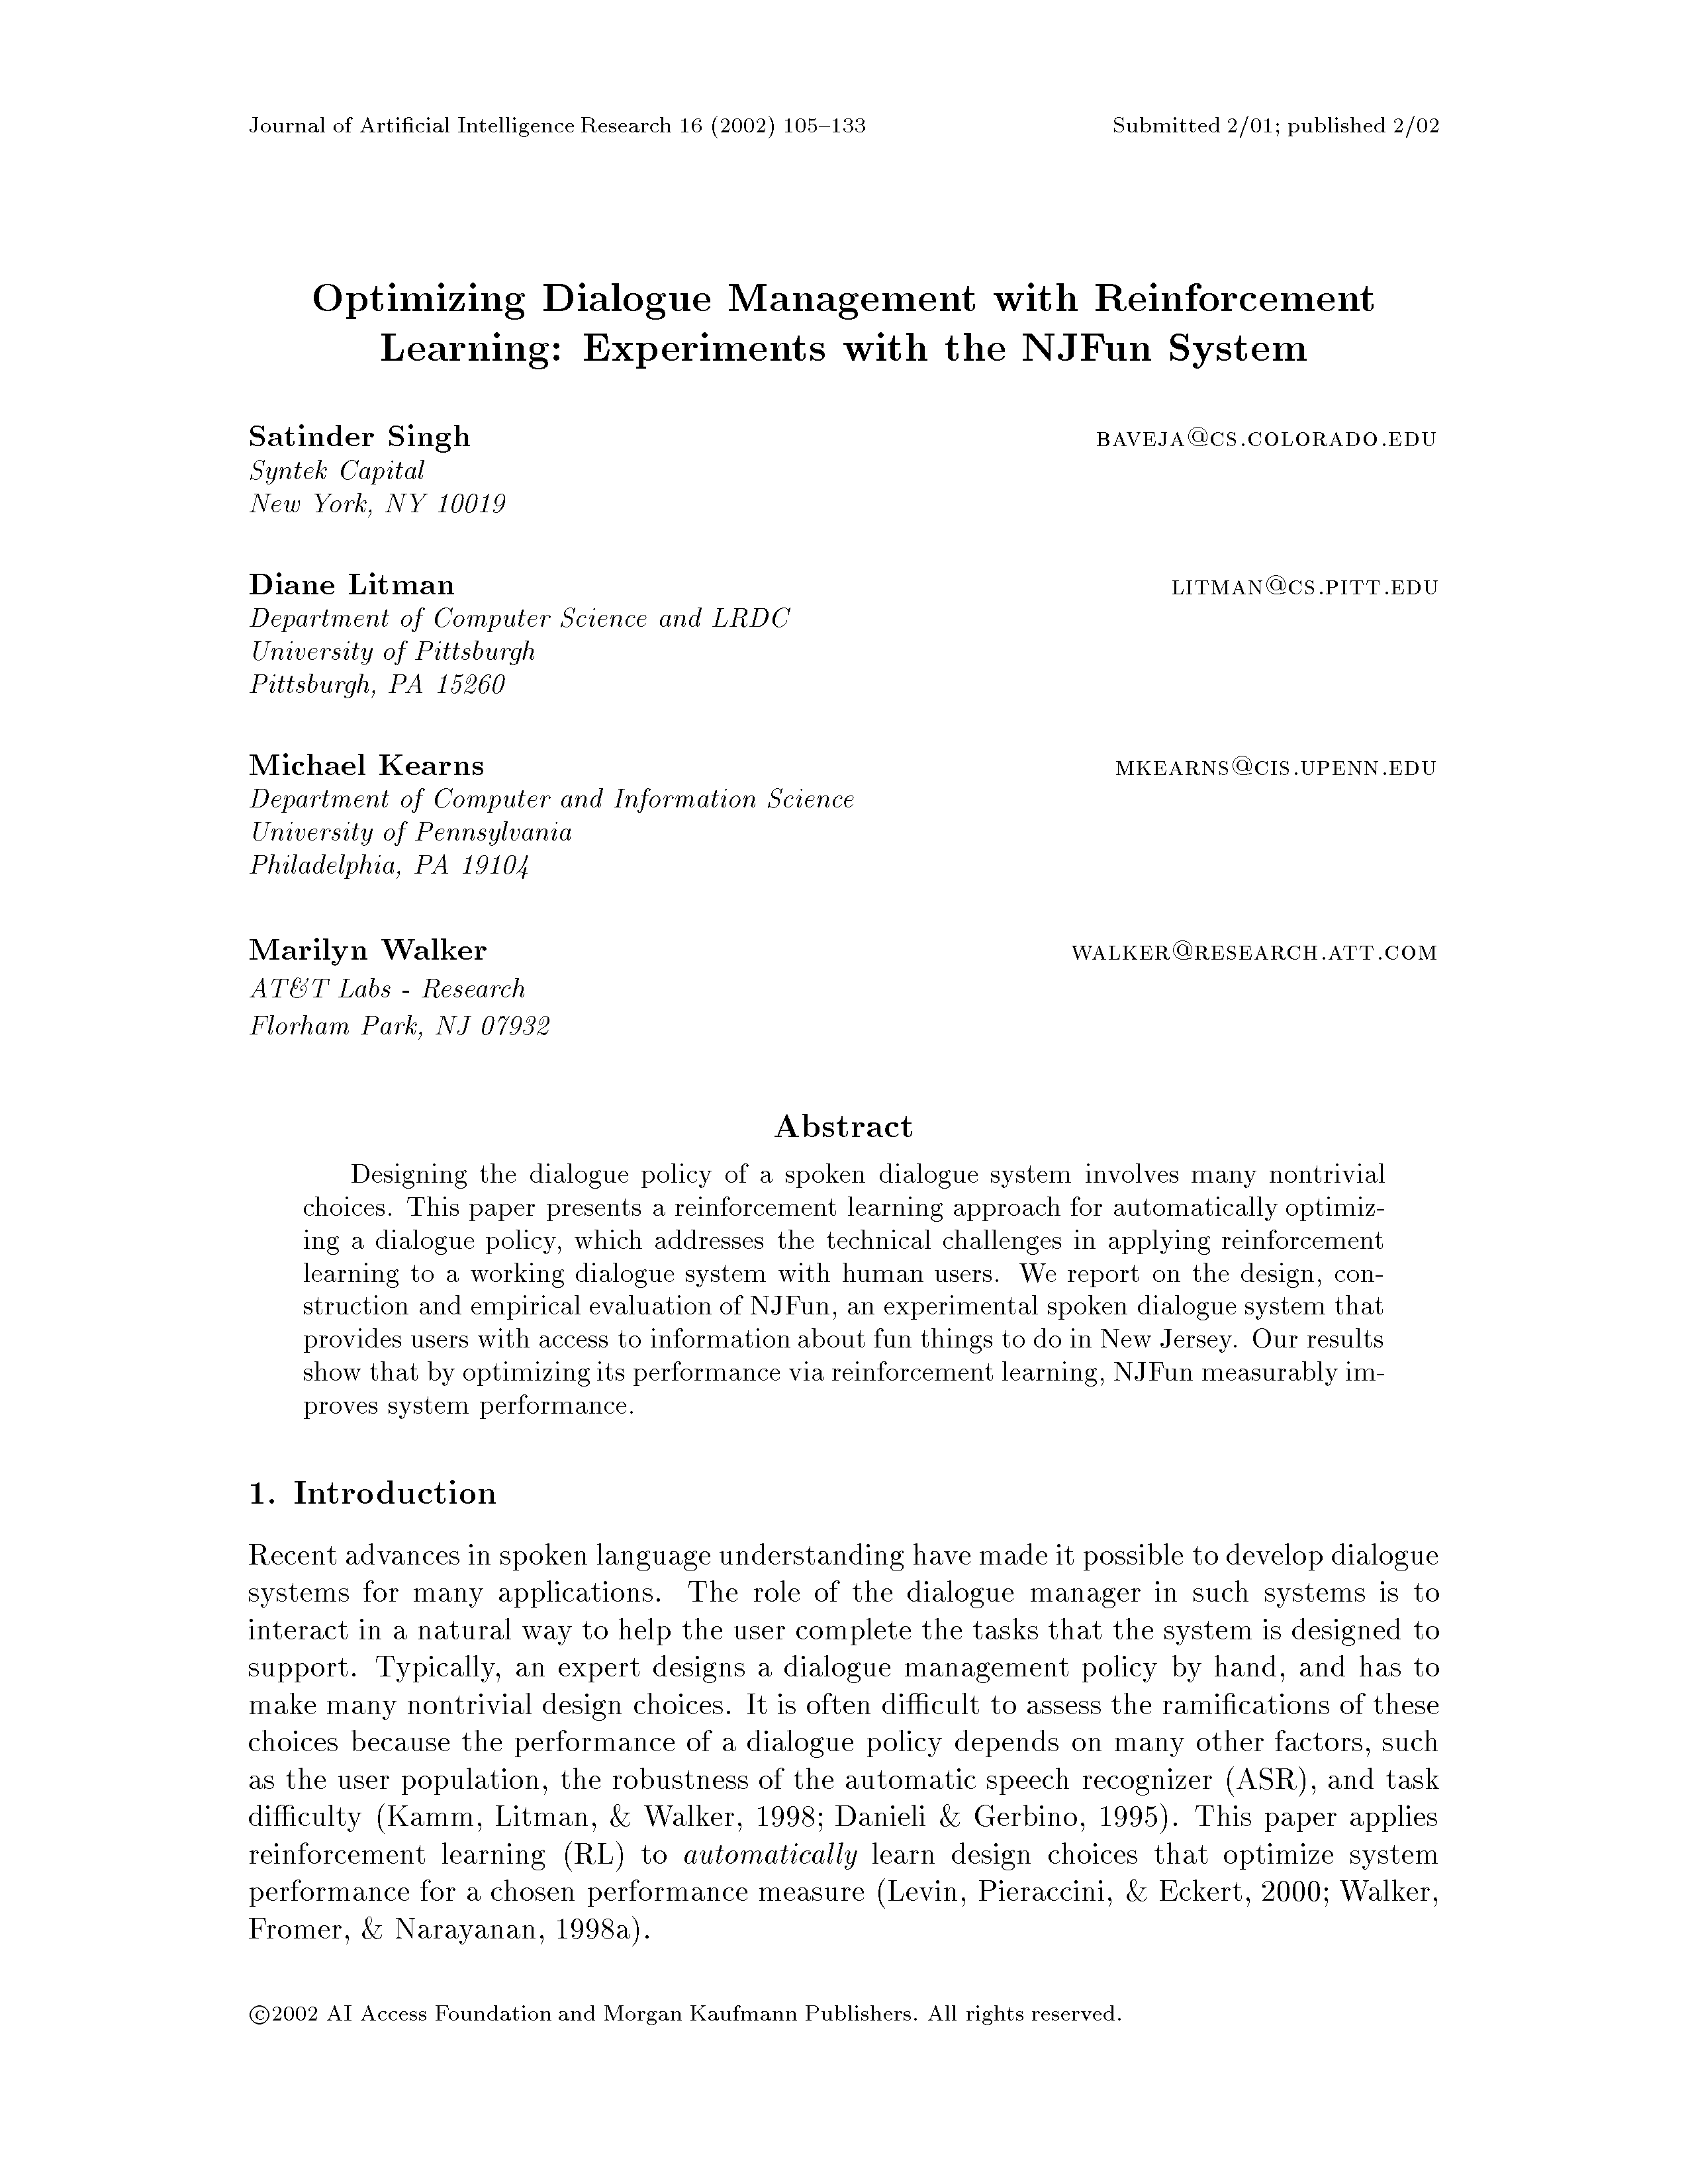 Journal of Artificial Intelligence Research 16 (2002) 105–133 Submitted 2/01; published 2/02
Optimizing Dialogue Management with Reinforcement
Learning: Experiments with the NJFun System
Satinder Singh BAVEJA@CS.COLORADO.EDU
Syntek Capital
New York, NY 10019
Diane Litman LITMAN@CS.PITT.EDU
Department of Computer Science and LRDC
University of Pittsburgh
Pittsburgh, PA 15260
Michael Kearns MKEARNS@CIS.UPENN.EDU
Department of Computer and Information Science
University of Pennsylvania
Philadelphia, PA 19104
Marilyn Walker WALKER@RESEARCH.ATT.COM
AT&T Labs - Research
Florham Park, NJ 07932
Abstract
Designing the dialogue policy of a spoken dialogue system involves many nontrivial
choices. This paper presents a reinforcement learning approach for automatically optimiz-
ing a dialogue policy, which addresses the technical challenges in applying reinforcement
learning to a working dialogue system with human users. We report on the design, con-
struction and empirical evaluation of NJFun, an experimental spoken dialogue system that
provides users with access to information about fun things to do in New Jersey. Our results
show that by optimizing its performance via reinforcement learning, NJFun measurably im-
proves system performance.
1. Introduction
Recent advances in spoken language understanding have made it possible to develop dialogue
systems for many applications. The role of the dialogue manager in such systems is to
interact in a natural way to help the user complete the tasks that the system is designed to
support. Typically, an expert designs a dialogue management policy by hand, and has to
make many nontrivial design choices. It is often difficult to assess the ramifications of these
choices because the performance of a dialogue policy depends on many other factors, such
as the user population, the robustness of the automatic speech recognizer (ASR), and task
difficulty (Kamm, Litman, & Walker, 1998; Danieli & Gerbino, 1995). This paper applies
reinforcement learning (RL) to automatically learn design choices that optimize system
performance for a chosen performance measure (Levin, Pieraccini, & Eckert, 2000; Walker,
Fromer, & Narayanan, 1998a).
©2002 AI Access Foundation and Morgan Kaufmann Publishers. All rights reserved.